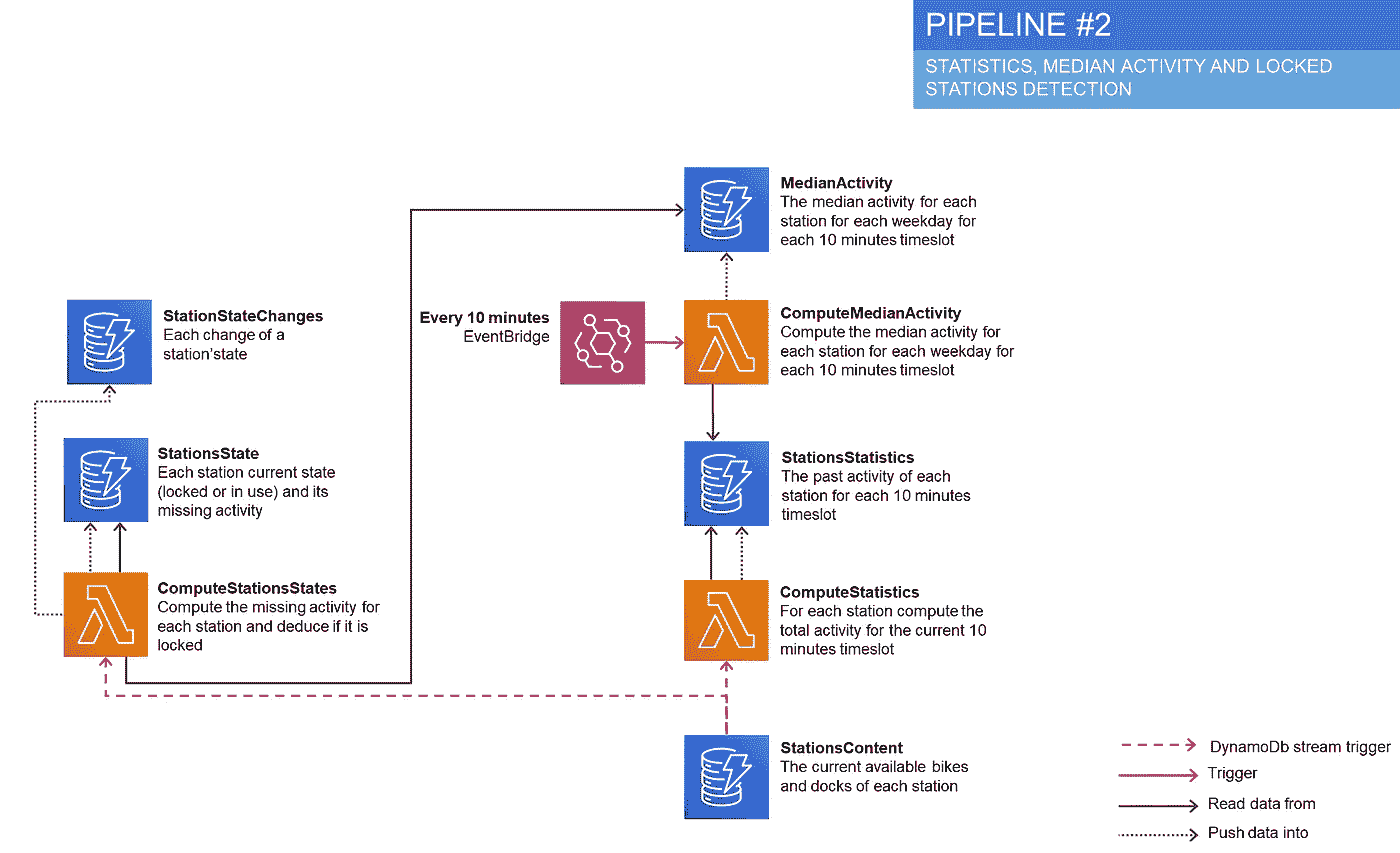 PIPELINE #2
STATISTICS, MEDIAN ACTIVITY AND LOCKED
STATIONS DETECTION
MedianActivity
The median activity for each
station for each weekday for
each 10 minutes timeslot
StationStateChanges
Each change of a
station'state
Every 10 minutes
EventBridge
ComputeMedianActivity
Compute the median activity for
each station for each weekday for
each 10 minutes timeslot
StationsState
Each station current state
(locked or in use) and its
missing activity
StationsStatistics
The past activity of each
station for each 10 minutes
timeslot
ComputeStationsStates
Compute the missing activity for
each station and deduce if it is
locked
ComputeStatistics
For each station compute the
total activity for the current 10
minutes timeslot
StationsContent
The current available bikes
and docks of each station
DynamoDb stream trigger
Trigger
Read data from
Push data into